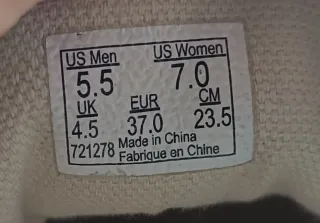 US Men US Women
5.5 7.0
UK EUR CM
4.5 37.0 23.5
721278 Made in China
Fabrique en Chine